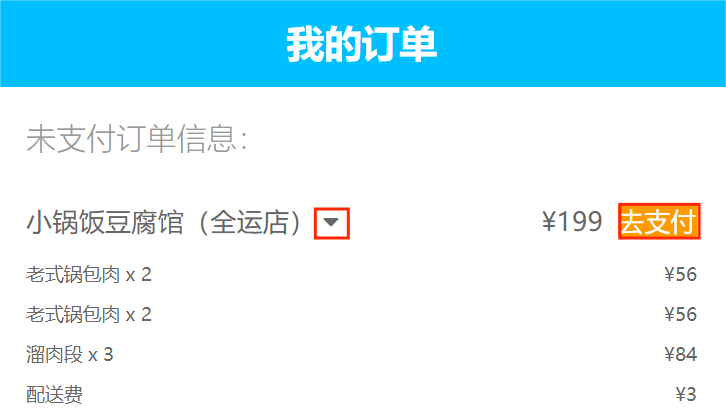 我的订单
未支付订单信息：
小锅饭豆腐馆（全运店） ¥199 去支付
老式锅包肉 x 2 ¥56
老式锅包肉 x 2 ¥56
溜肉段 x 3 ¥84
配送费 ¥3